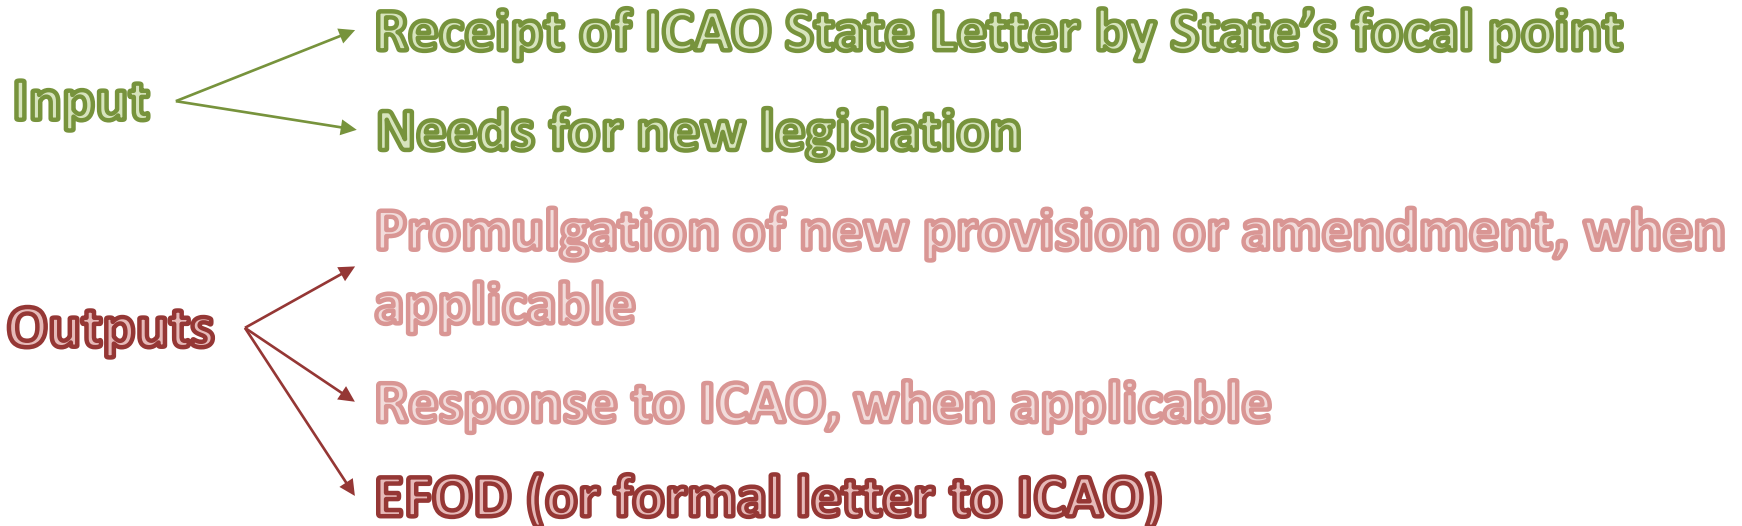 Receipt of ICAO State Letter by State’s focal point
Input
Needs for new legislation
Promulgation of new provision or amendment, when
applicable
Outputs
Response to ICAO, when applicable
EFOD (or formal letter to ICAO)